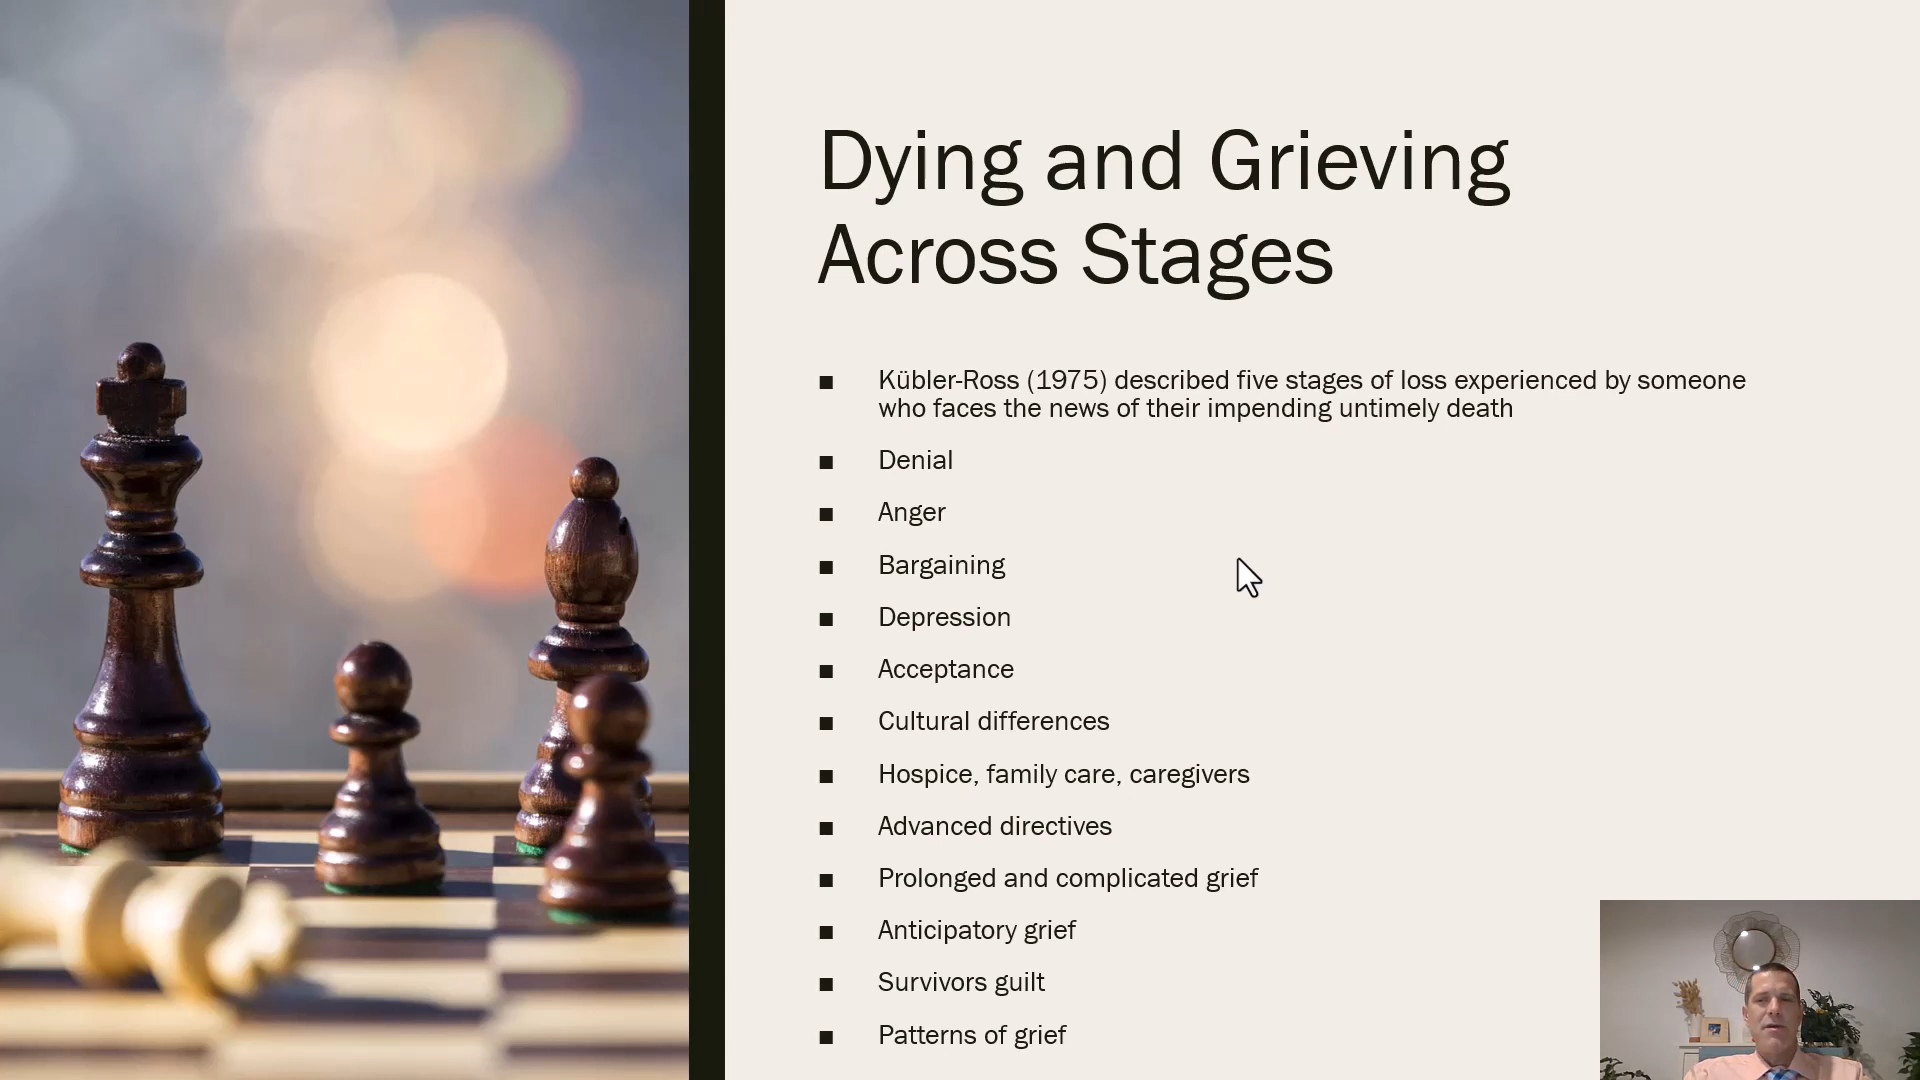 Dying and Grieving
Across Stages
■ Kübler-Ross (1975) described five stages of loss experienced by someone
who faces the news of their impending untimely death
■ Denial
■ Anger
■ Bargaining
■ Depression
■ Acceptance
■ Cultural differences
■ Hospice, family care, caregivers
■ Advanced directives
■ Prolonged and complicated grief
■ Anticipatory grief
■ Survivors guilt
■ Patterns of grief